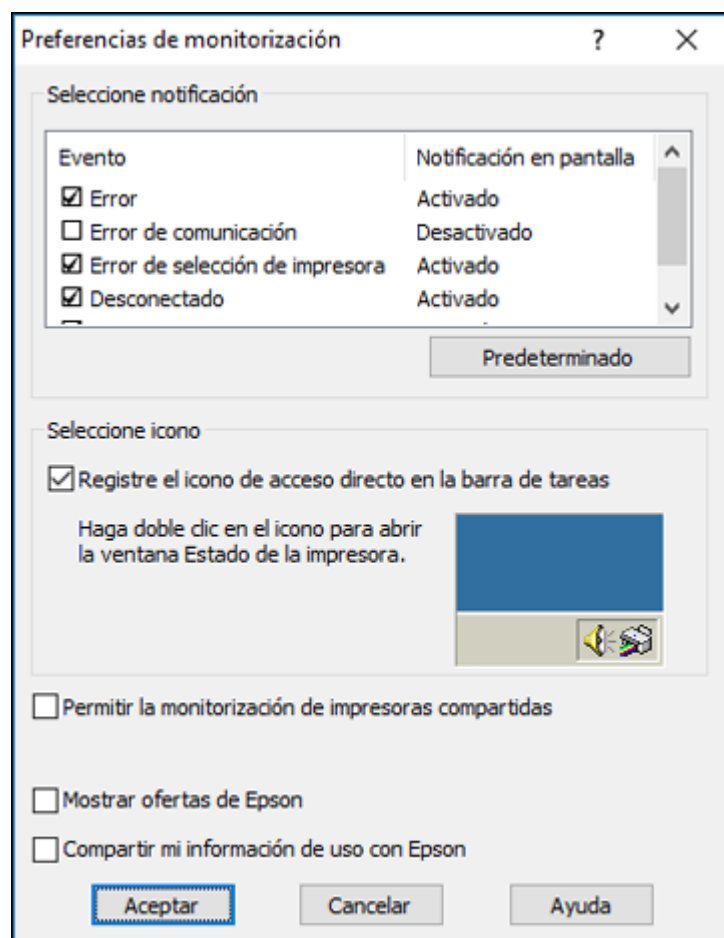 Preferencias de monitorización
Seleccione notificación
Evento Notificación en pantalla
Error Activado
Error de comunicación Desactivado
Error de selección de impresora Activado
Desconectado Activado
Predeterminado
Seleccione icono
Registre el icono de acceso directo en la barra de tareas
Haga doble clic en el icono para abrir
la ventana Estado de la impresora.
Permitir la monitorización de impresoras compartidas
Mostrar ofertas de Epson
Compartir mi información de uso con Epson
Aceptar Cancelar Ayuda